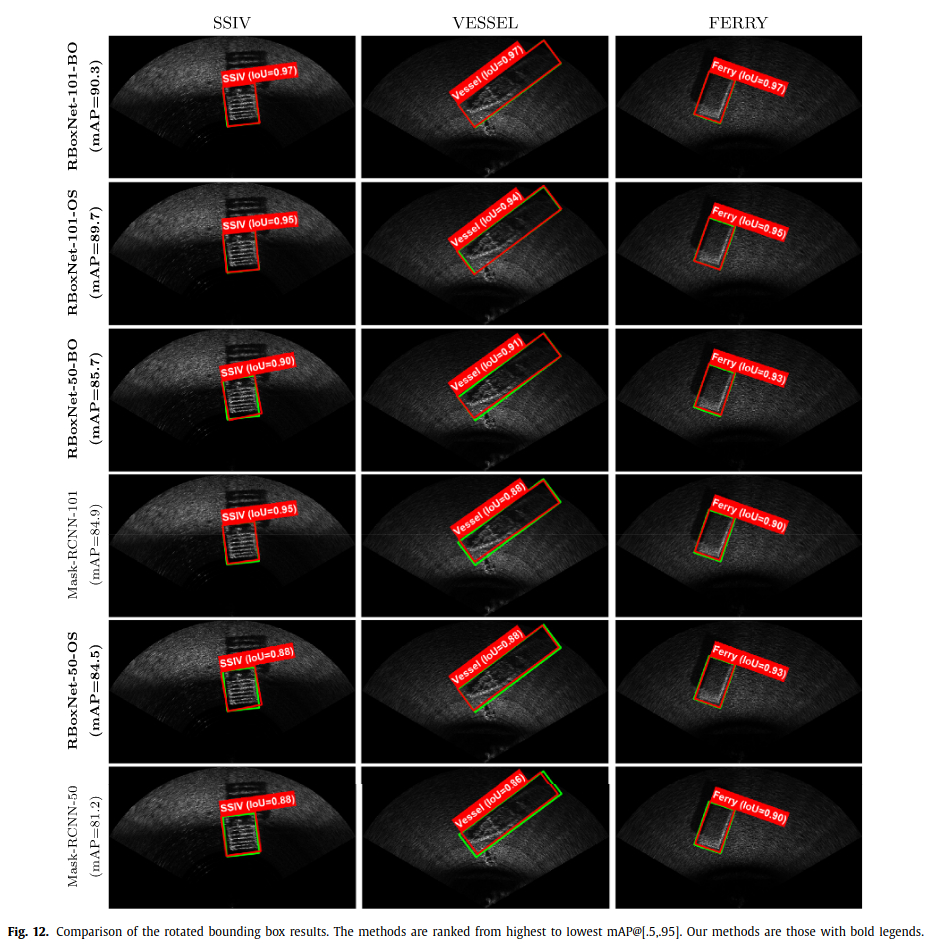 SSIV VESSEL FERRY
RBoxNet-101-BO
(mAP=90.3)
SSIV (IoU=0.97)
Vessel (IoU=0.97)
Ferry (IoU=0.97)
RBoxNet-101-OS
(mAP=89.7)
SSIV (IoU=0.95)
Vessel (IoU=0.94)
Ferry (IoU=0.95)
RBoxNet-50-BO
(mAP=85.7)
SSIV (IoU=0.90)
Vessel (IoU=0.91)
Ferry (IoU=0.93)
Mask-RCNN-101
(mAP=84.9)
SSIV (IoU=0.95)
Vessel (IoU=0.88)
Ferry (IoU=0.90)
RBoxNet-50-OS
(mAP=84.5)
SSIV (IoU=0.88)
Vessel (IoU=0.88)
Ferry (IoU=0.93)
Mask-RCNN-50
(mAP=81.2)
SSIV (IoU=0.88)
Vessel (IoU=0.86)
Ferry (IoU=0.90)
Fig. 12. Comparison of the rotated bounding box results. The methods are ranked from highest to lowest mAP@[.5,.95]. Our methods are those with bold legends.